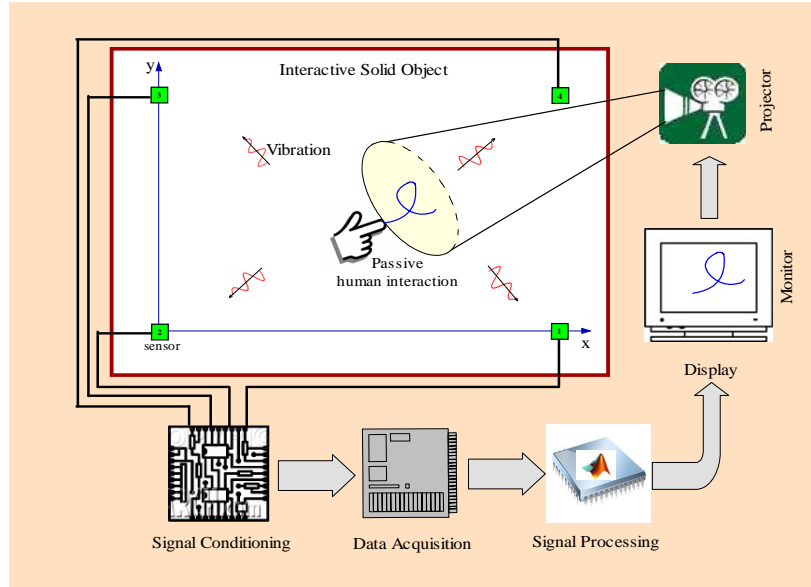 y
Interactive Solid Object
3
4
Vibration
Projector
Passive
human interaction
Monitor
2
1
sensor
x
Display
Signal Conditioning
Data Acquisition
Signal Processing